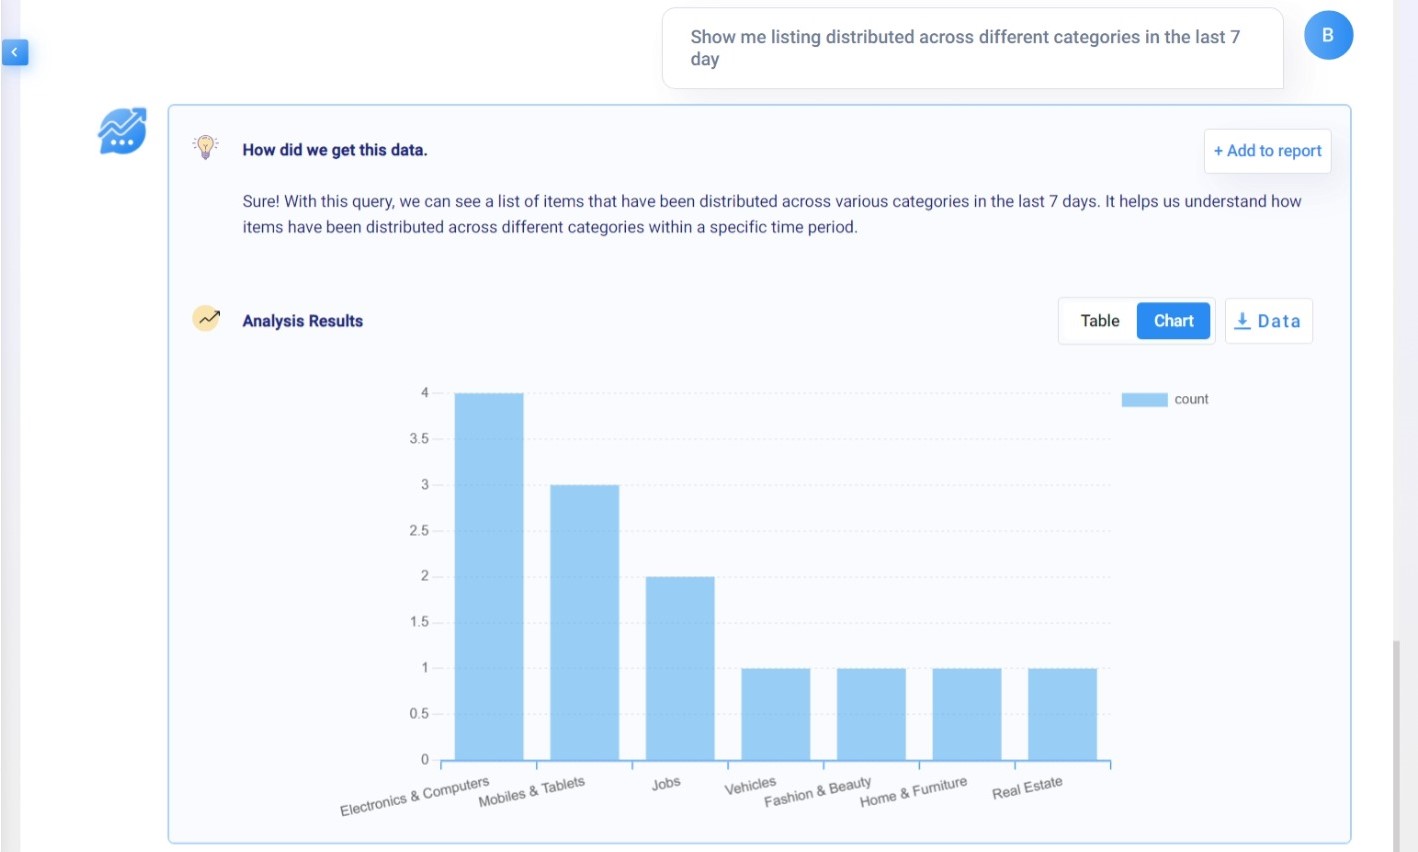 Show me listing distributed across different categories in the last 7
day
B
How did we get this data.
+ Add to report
Sure! With this query, we can see a list of items that have been distributed across various categories in the last 7 days. It helps us understand how
items have been distributed across different categories within a specific time period.
Analysis Results
Table
Chart
Data
count
4
3.5
3
2.5
2
1.5
1
0.5
0
Electronics & Computers
Mobiles & Tablets
Jobs
Vehicles
Fashion & Beauty
Home & Furniture
Real Estate